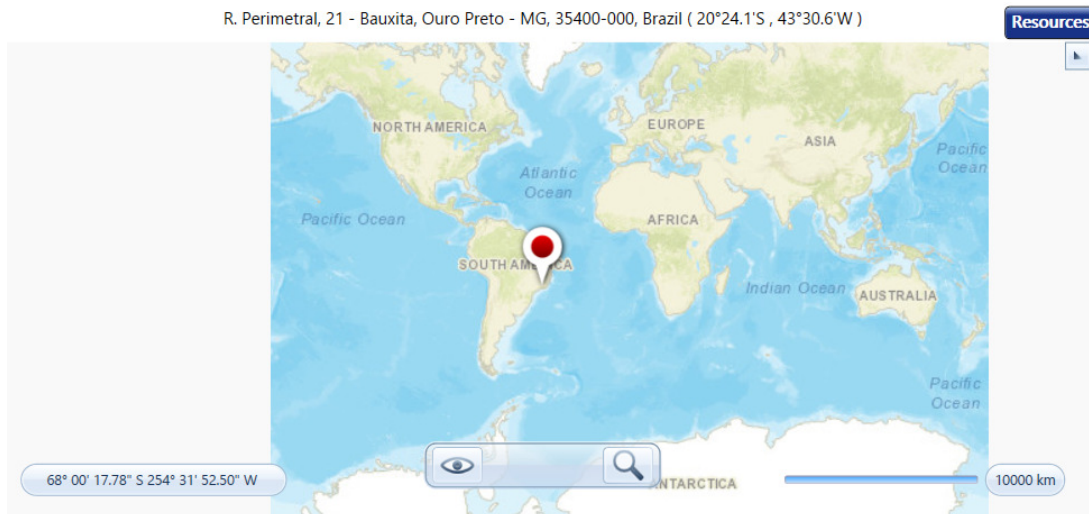 R. Perimetral, 21 - Bauxita, Ouro Preto - MG, 35400-000, Brazil ( 20°24.1'S , 43°30.6'W )
Resources
NORTH AMERICA
EUROPE
ASIA
Pacific
Ocean
Atlantic
Ocean
Pacific Ocean
AFRICA
SOUTH AMERICA
Indian Ocean
AUSTRALIA
Pacific
Ocean
68° 00' 17.78" S 254° 31' 52.50" W
ANTARCTICA
10000 km